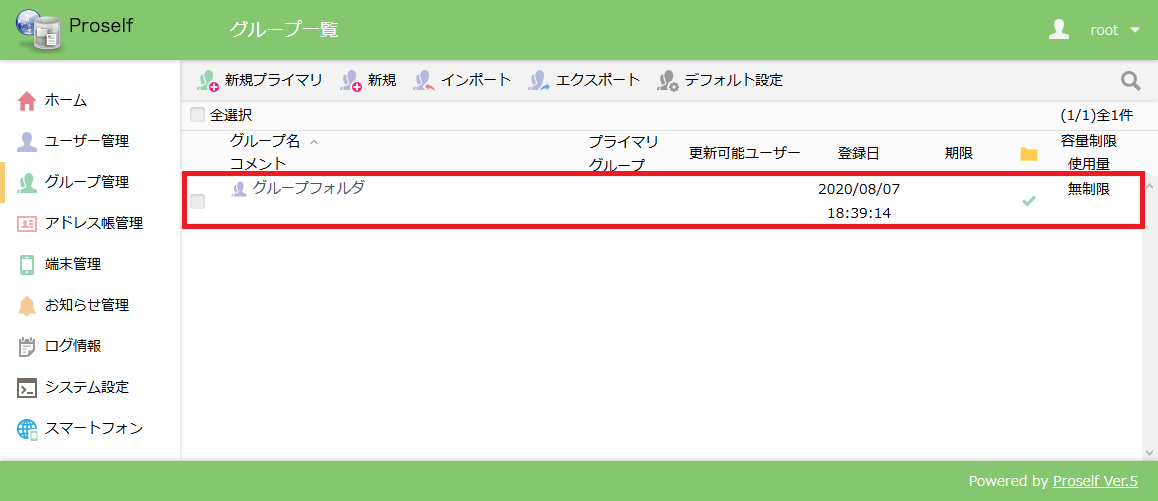 Proself
グループ一覧
root
新規プライマリ 新規 インポート エクスポート デフォルト設定
ホーム
ユーザー管理
グループ管理
アドレス帳管理
端末管理
お知らせ管理
ログ情報
システム設定
スマートフォン
全選択
(1/1)全1件
グループ名
コメント
プライマリ
グループ
更新可能ユーザー
登録日
期限
容量制限
使用量
グループフォルダ
2020/08/07
18:39:14
無制限
Powered by Proself Ver.5